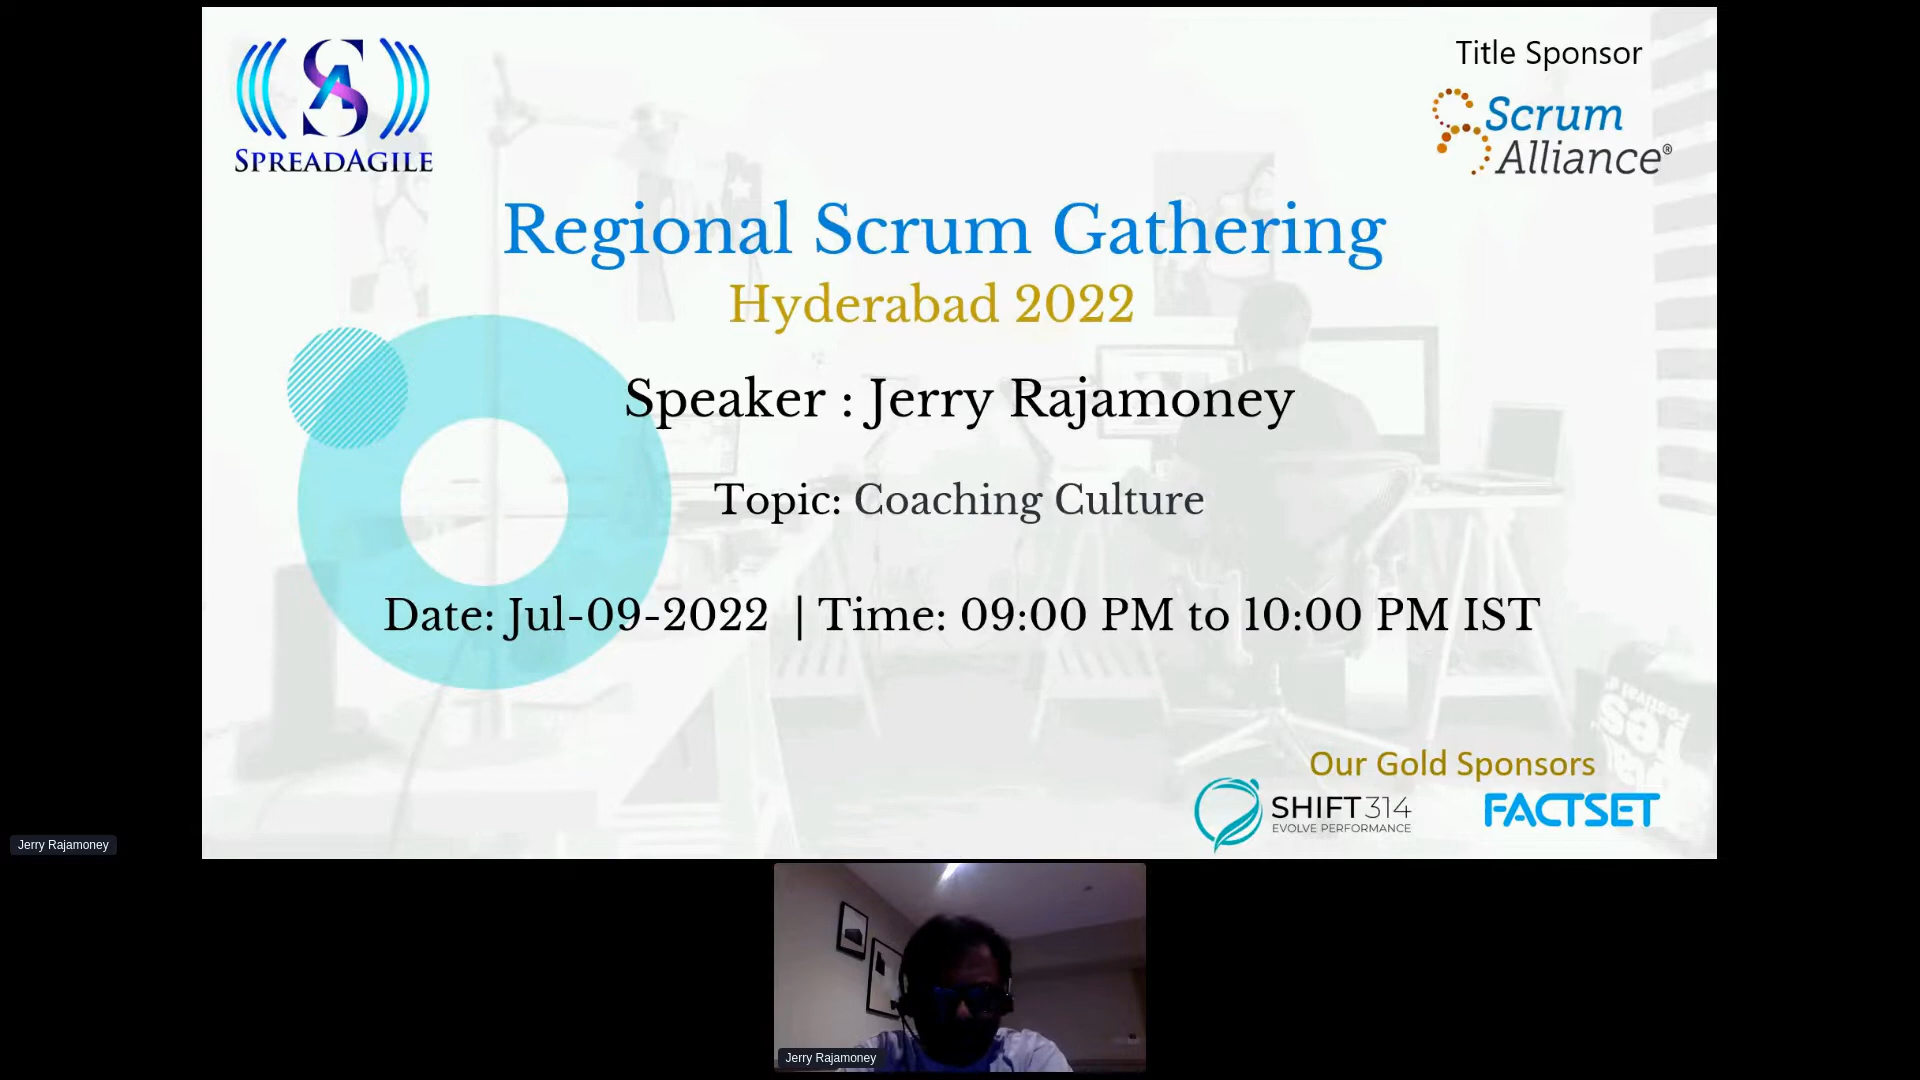 SPREADAGILE
Title Sponsor
Scrum
Alliance®
Regional Scrum Gathering
Hyderabad 2022
Speaker : Jerry Rajamoney
Topic: Coaching Culture
Date: Jul-09-2022 | Time: 09:00 PM to 10:00 PM IST
Our Gold Sponsors
SHIFT314
EVOLVE PERFORMANCE
FACTSET
Jerry Rajamoney
Jerry Rajamoney